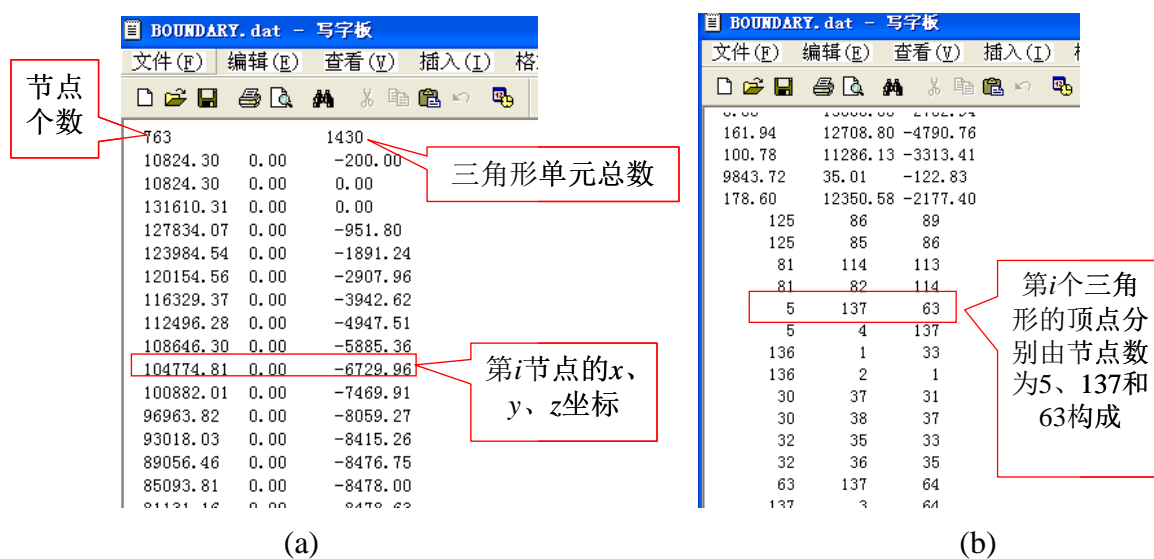 BOUNDARY.dat - 写字板
文件(F) 编辑(E) 查看(V) 插入(I) 格
节点
个数
763 1430
10824.30 0.00 -200.00
10824.30 0.00 0.00
131610.31 0.00 0.00
127834.07 0.00 -951.80
123984.54 0.00 -1891.24
120154.56 0.00 -2907.96
116329.37 0.00 -3942.62
112496.28 0.00 -4947.51
108646.30 0.00 -5885.36
104774.81 0.00 -6729.96
100882.01 0.00 -7469.91
96963.82 0.00 -8059.27
93018.03 0.00 -8415.26
89056.46 0.00 -8476.75
85093.81 0.00 -8478.00
81131.16 0.00 -8478.63
三角形单元总数
第i节点的x、
y、z坐标
(a)
BOUNDARY.dat - 写字板
文件(F) 编辑(E) 查看(V) 插入(I)
161.94 12708.80 -4790.76
100.78 11286.13 -3313.41
9843.72 35.01 -122.83
178.60 12350.58 -2177.40
125 86 89
125 85 86
81 114 113
81 82 114
5 137 63
5 4 137
136 1 33
136 2 1
30 37 31
30 38 37
32 35 33
32 36 35
63 137 64
137 3 64
第i个三角
形的顶点分
别由节点数
为5、137和
63构成
(b)